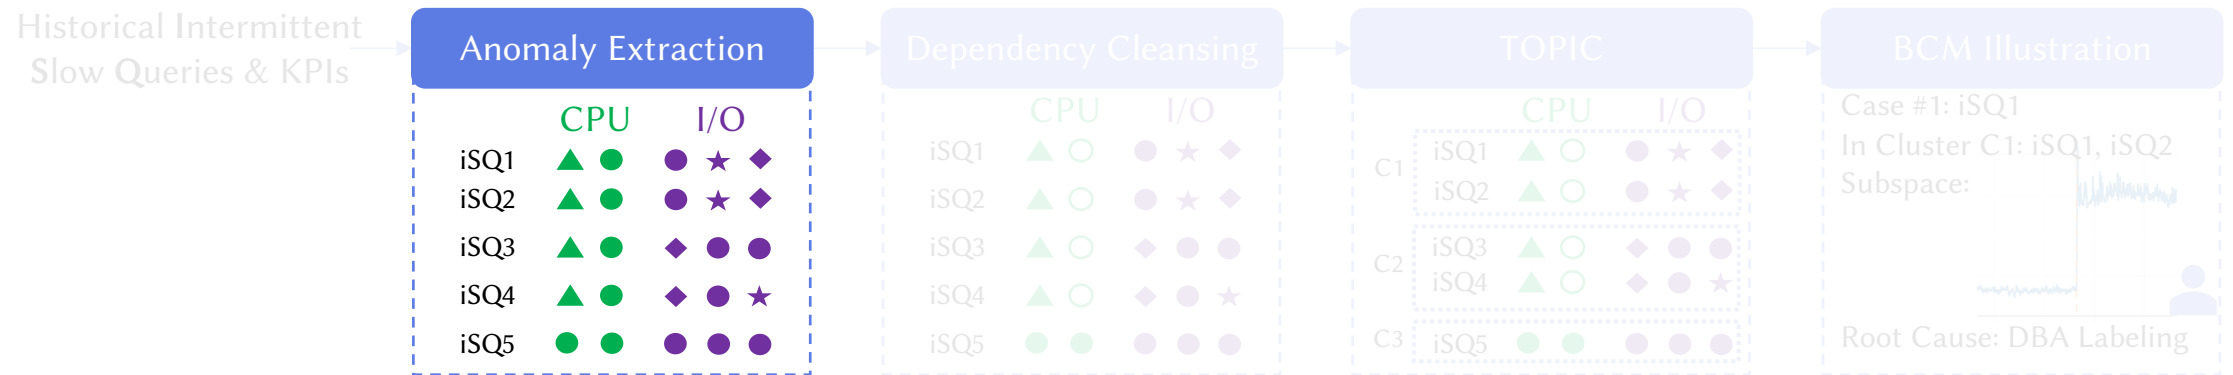 Historical Intermittent
Slow Queries & KPIs
Anomaly Extraction
CPU I/O
iSQ1
iSQ2
iSQ3
iSQ4
iSQ5
Dependency Cleansing
CPU I/O
iSQ1
iSQ2
iSQ3
iSQ4
iSQ5
TOPIC
CPU I/O
C1
iSQ1
iSQ2
C2
iSQ3
iSQ4
C3
iSQ5
BCM Illustration
Case #1: iSQ1
In Cluster C1: iSQ1, iSQ2
Subspace:
Root Cause: DBA Labeling